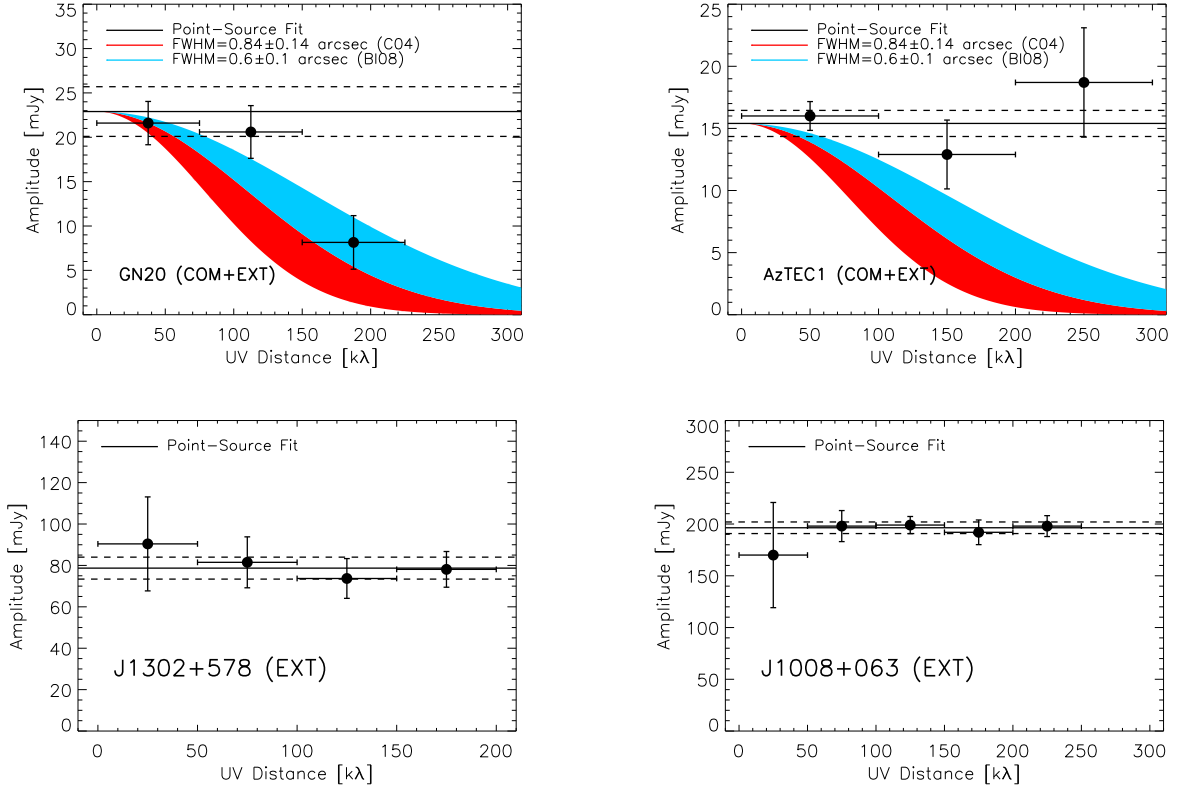 Point-Source Fit
FWHM=0.84±0.14 arcsec (C04)
FWHM=0.6±0.1 arcsec (BI08)
35
30
25
20
15
10
5
0
Amplitude [mJy]
GN20 (COM+EXT)
0 50 100 150 200 250 300
UV Distance [kλ]
Point-Source Fit
FWHM=0.84±0.14 arcsec (C04)
FWHM=0.6±0.1 arcsec (BI08)
25
20
15
10
5
0
Amplitude [mJy]
AzTEC1 (COM+EXT)
0 50 100 150 200 250 300
UV Distance [kλ]
Point-Source Fit
140
120
100
80
60
40
20
0
Amplitude [mJy]
J1302+578 (EXT)
0 50 100 150 200
UV Distance [kλ]
Point-Source Fit
300
250
200
150
100
50
0
Amplitude [mJy]
J1008+063 (EXT)
0 50 100 150 200 250 300
UV Distance [kλ]